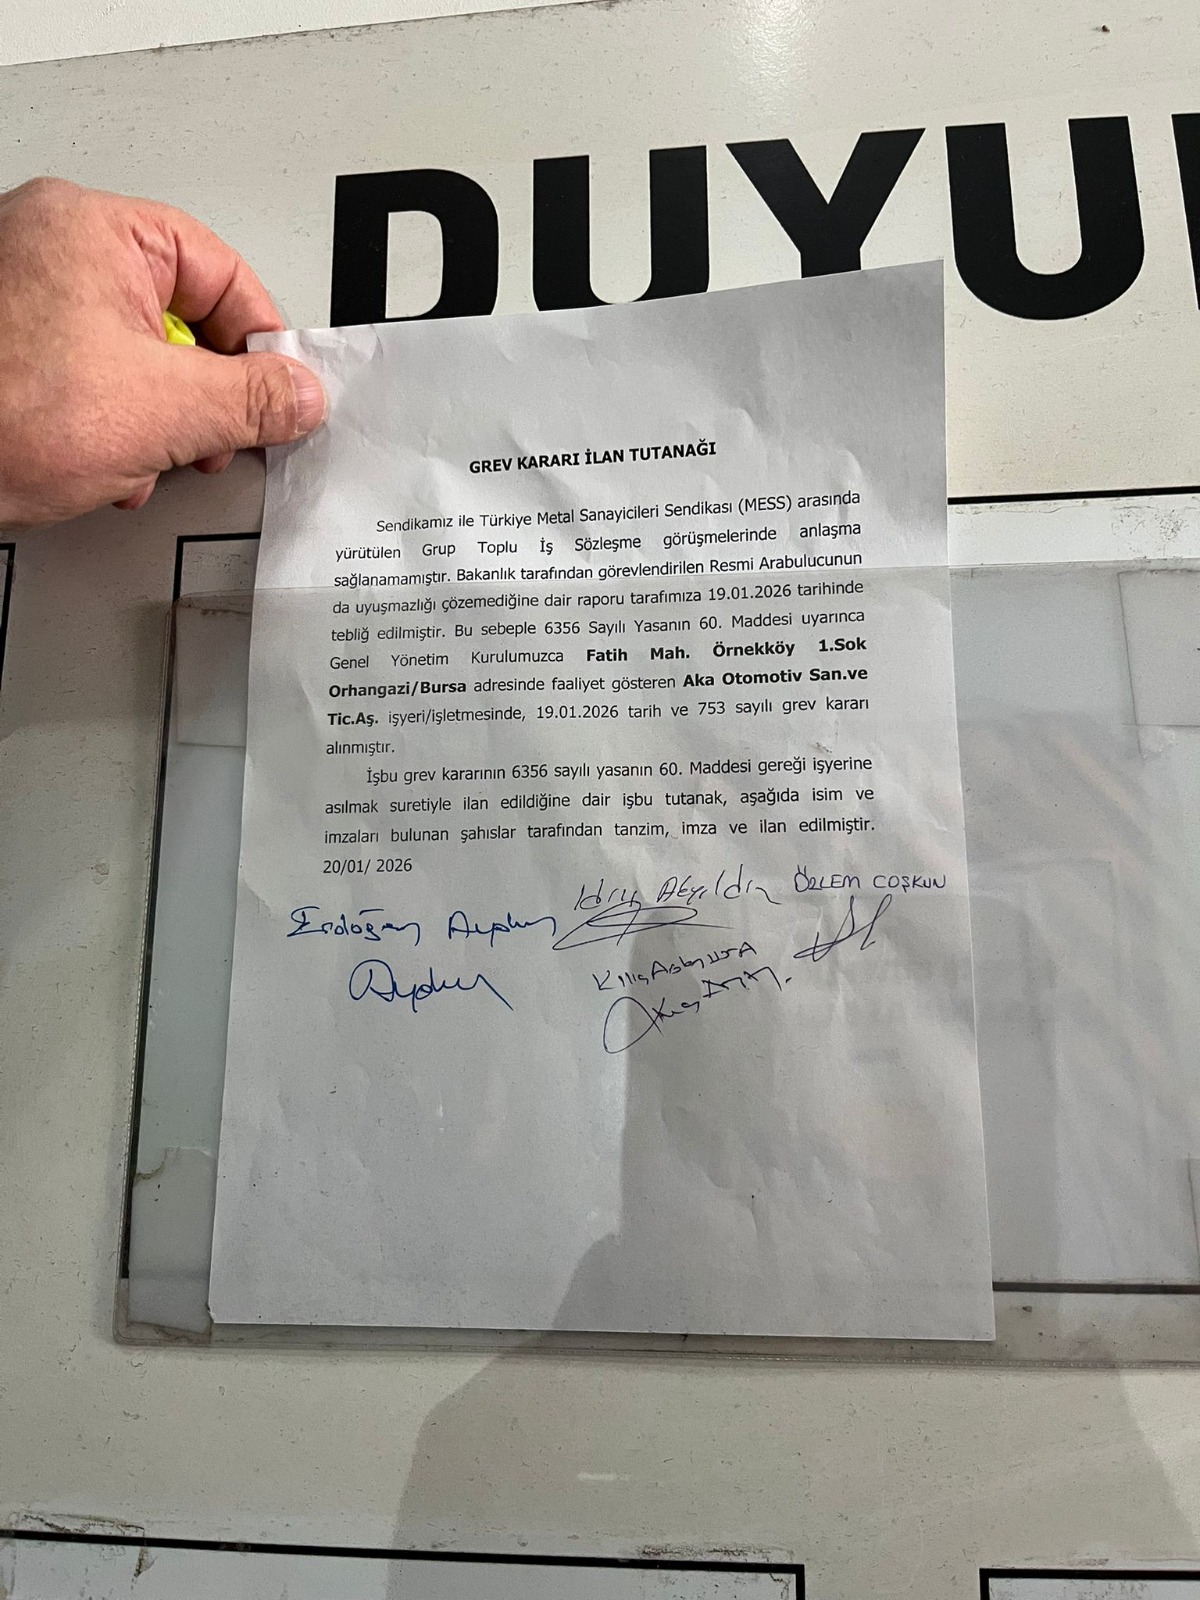 DUYU
GREV KARARI İLAN TUTANAĞI
Sendikamız ile Türkiye Metal Sanayicileri Sendikası (MESS) arasında
yürütülen Grup Toplu İş Sözleşme görüşmelerinde anlaşma
sağlanamamıştır. Bakanlık tarafından görevlendirilen Resmi Arabulucunun
da uyuşmazlığı çözemediğine dair raporu tarafımıza 19.01.2026 tarihinde
tebliğ edilmiştir. Bu sebeple 6356 Sayılı Yasanın 60. Maddesi uyarınca
Genel Yönetim Kurulumuzca Fatih Mah. Örnekköy 1.Sok
Orhangazi/Bursa adresinde faaliyet gösteren Aka Otomotiv San.ve
Tic.Aş. işyeri/işletmesinde, 19.01.2026 tarih ve 753 sayılı grev kararı
alınmıştır.
İşbu grev kararının 6356 sayılı yasanın 60. Maddesi gereği işyerine
asılmak suretiyle ilan edildiğine dair işbu tutanak, aşağıda isim ve
imzaları bulunan şahıslar tarafından tanzim, imza ve ilan edilmiştir.
20/01/ 2026
Erdoğan ÖZLEM COŞKUN